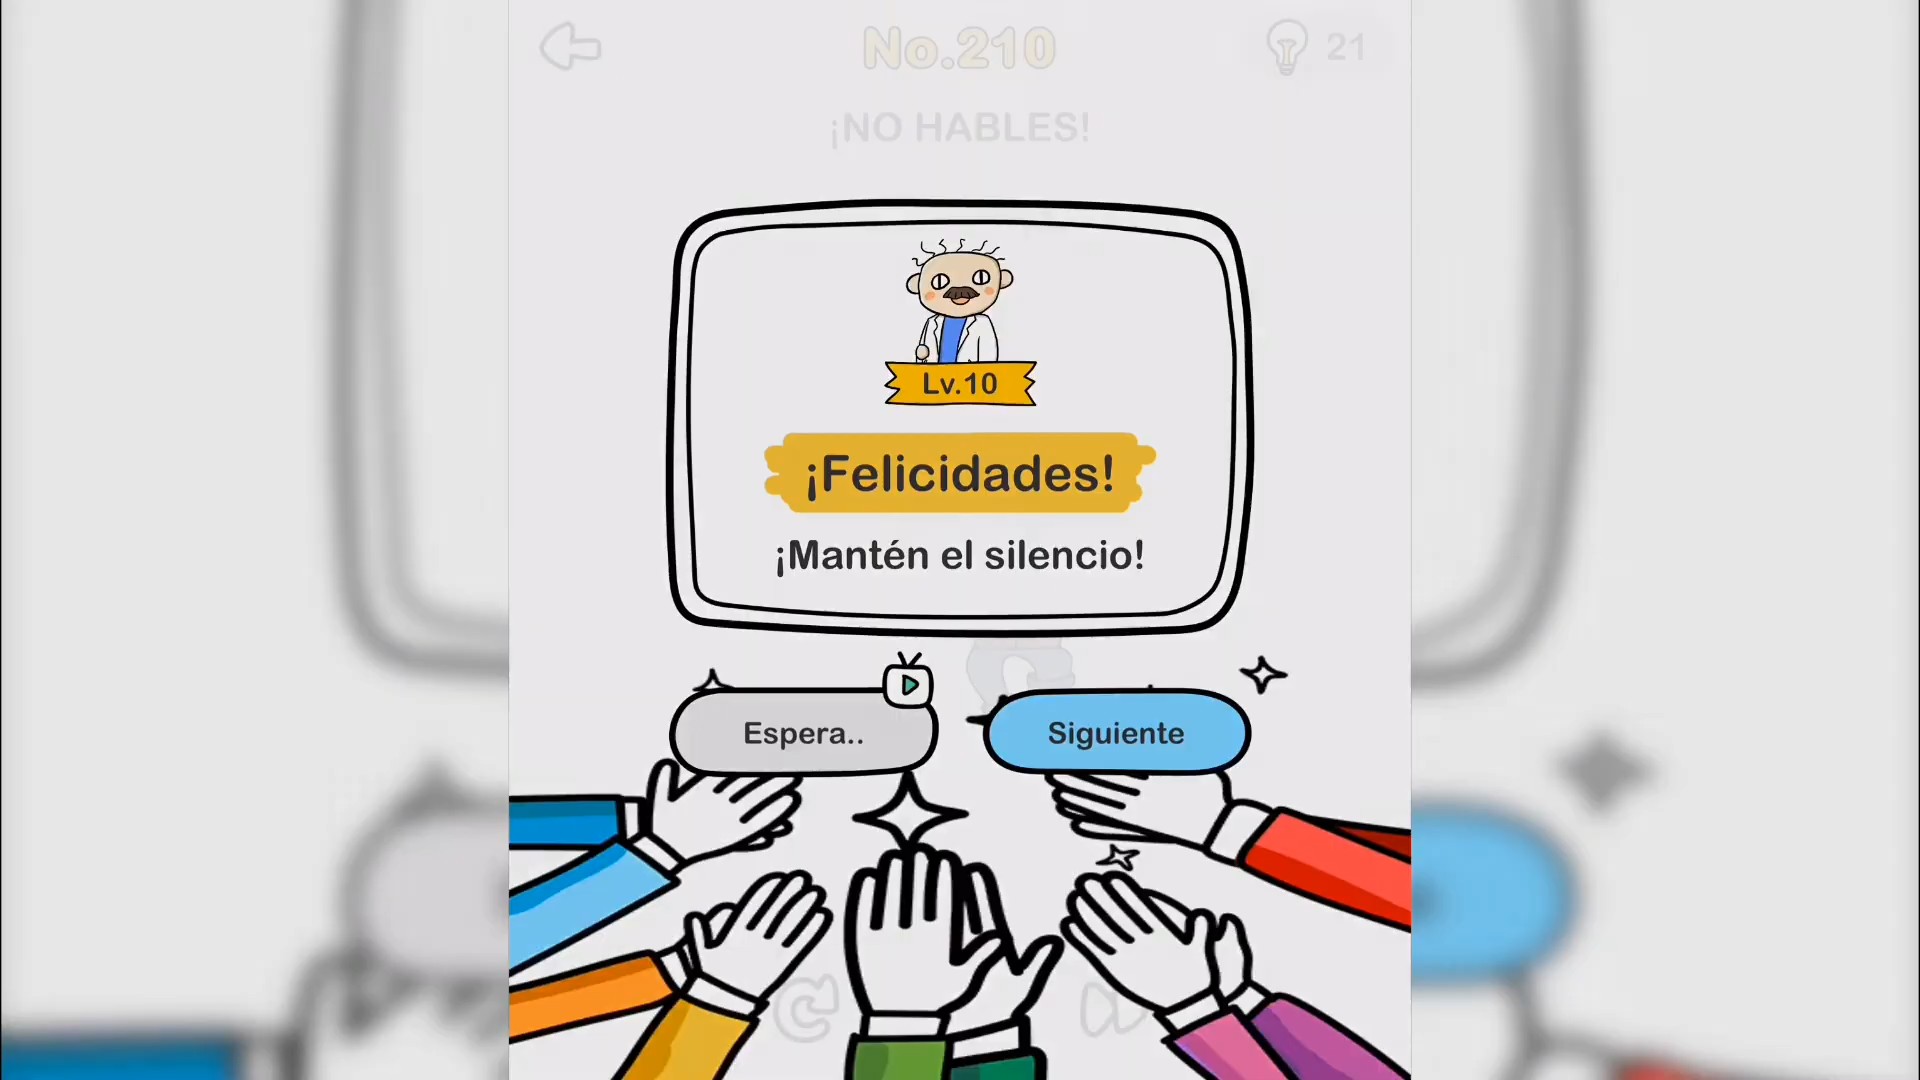 No.210
21
¡NO HABLES!
Lv.10
¡Felicidades!
¡Mantén el silencio!
Espera..
Siguiente